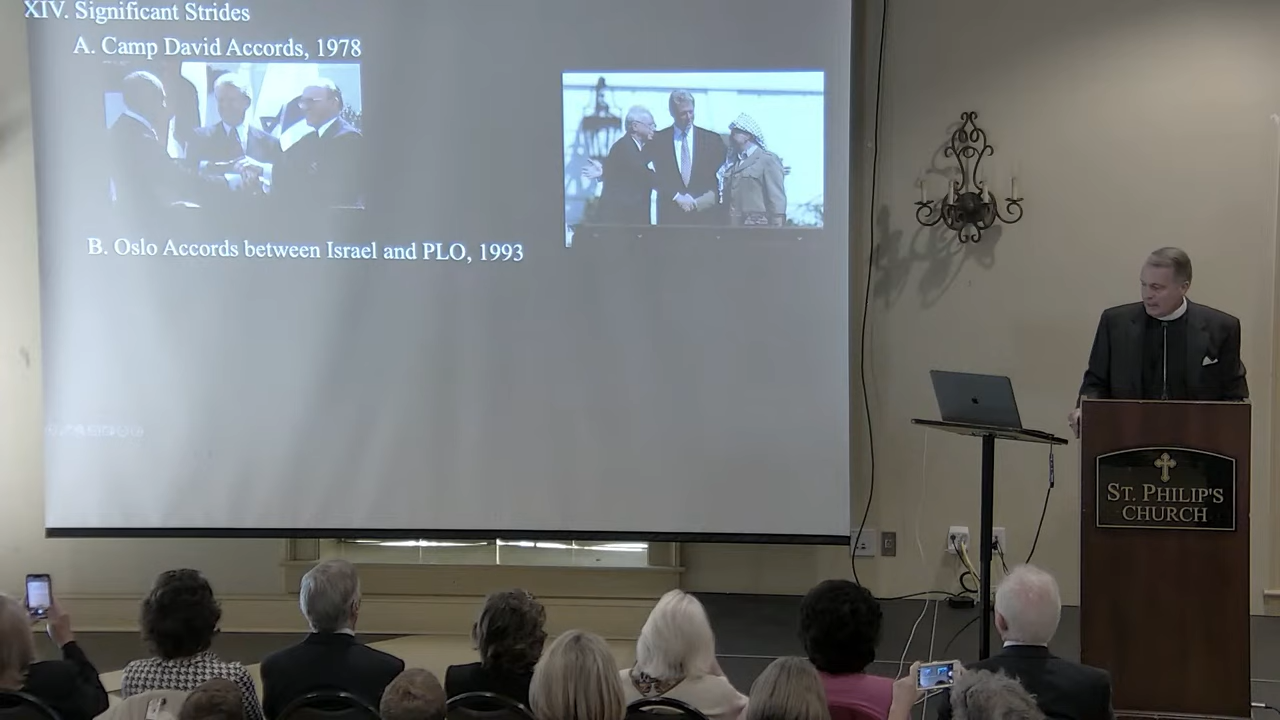 XIV. Significant Strides
A. Camp David Accords, 1978
B. Oslo Accords between Israel and PLO, 1993
ST. PHILIP'S
CHURCH